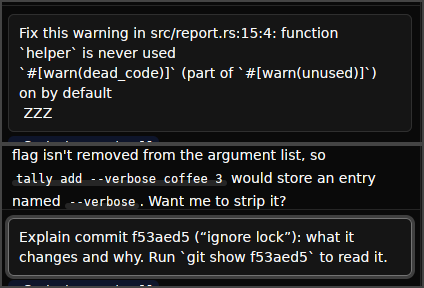 Fix this warning in src/report.rs:15:4: function
`helper` is never used
`#[warn(dead_code)]` (part of `#[warn(unused)]`)
on by default
ZZZ
flag isn't removed from the argument list, so
tally add --verbose coffee 3 would store an entry
named --verbose. Want me to strip it?
Explain commit f53aed5 (“ignore lock”): what it
changes and why. Run `git show f53aed5` to read it.